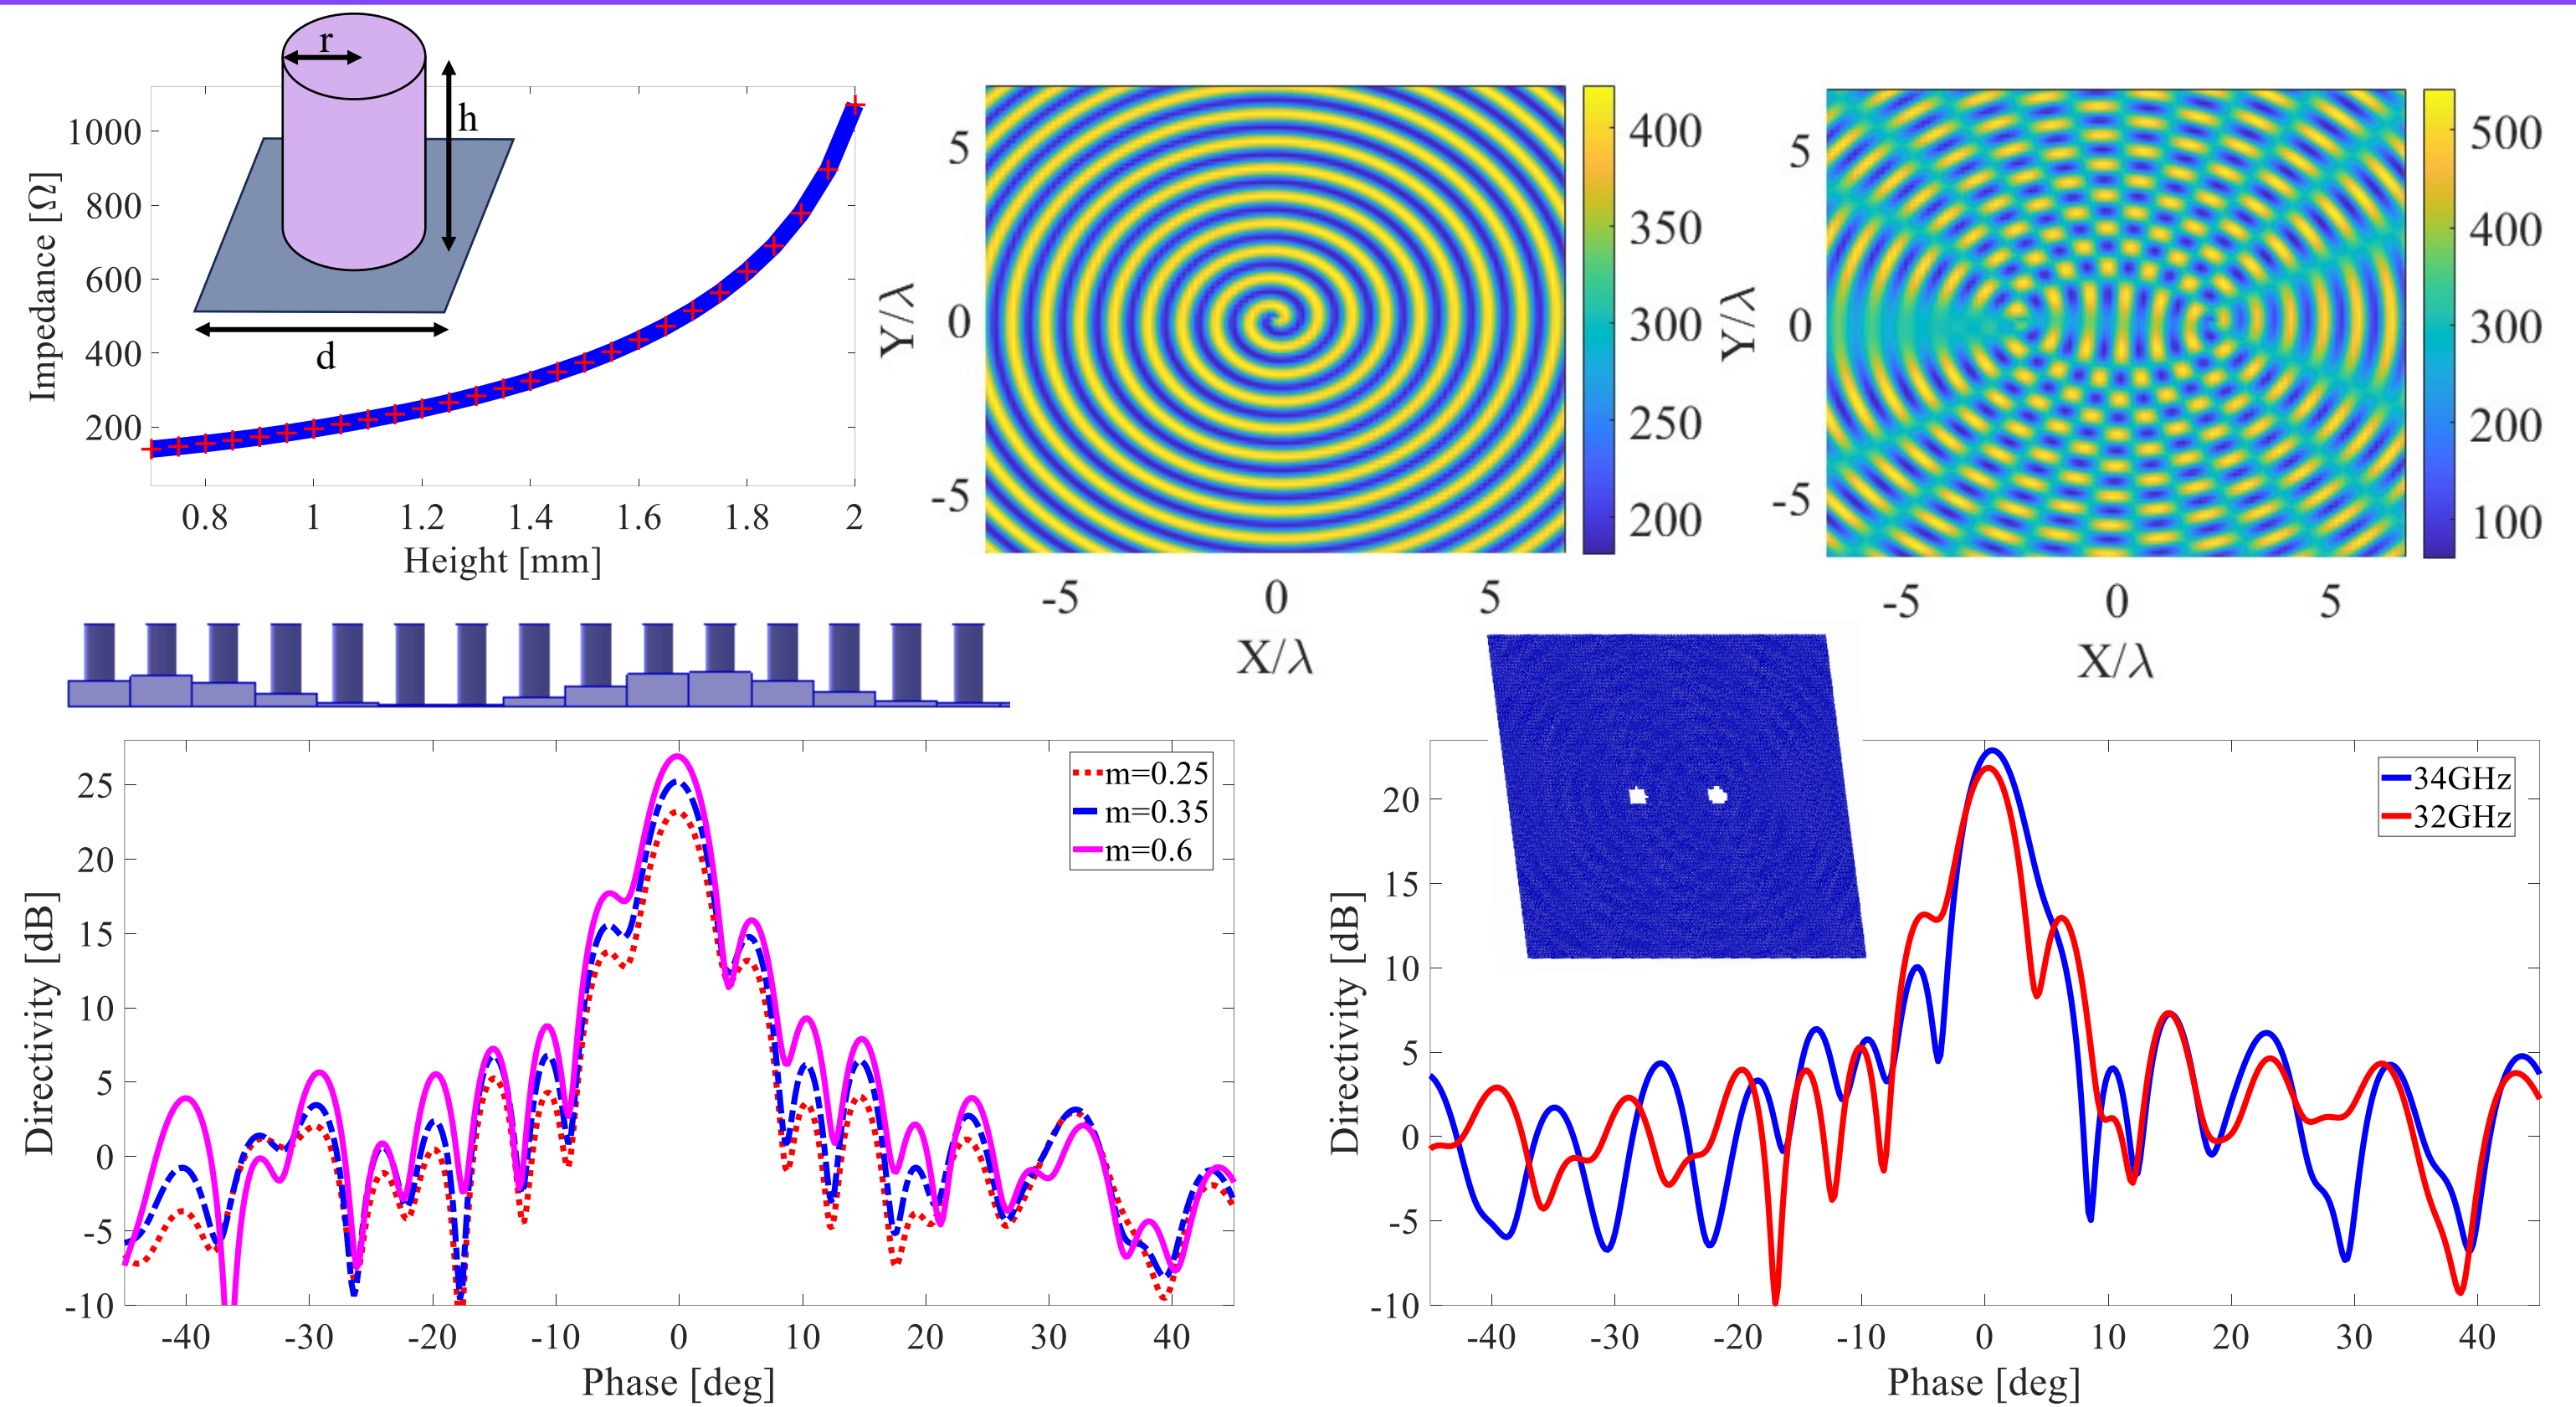 r
h
d
Impedance [Ω]
1000
800
600
400
200
0.8 1 1.2 1.4 1.6 1.8 2
Height [mm]
Y/λ
5
0
-5
-5 0 5
X/λ
400
350
300
250
200
Y/λ
5
0
-5
-5 0 5
X/λ
500
400
300
200
100
Directivity [dB]
25
20
15
10
5
0
-5
-10
-40 -30 -20 -10 0 10 20 30 40
Phase [deg]
m=0.25
m=0.35
m=0.6
Directivity [dB]
20
15
10
5
0
-5
-10
-40 -30 -20 -10 0 10 20 30 40
Phase [deg]
34GHz
32GHz